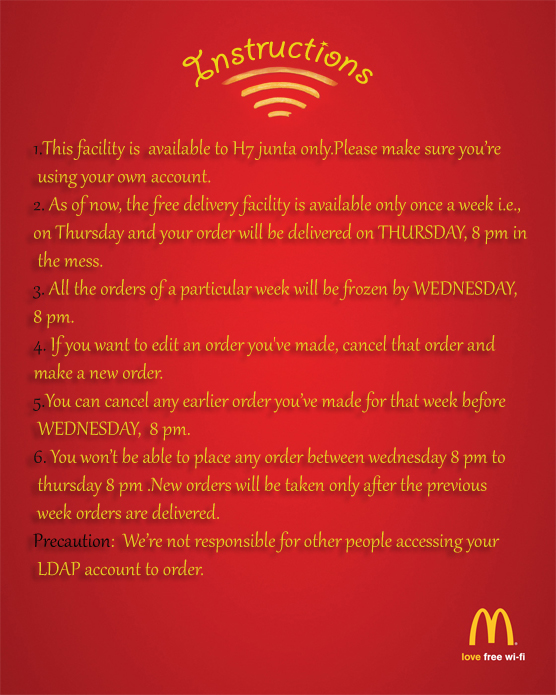 Instructions
1.This facility is available to H7 junta only.Please make sure you're
using your own account.
2. As of now, the free delivery facility is available only once a week i.e.,
on Thursday and your order will be delivered on THURSDAY, 8 pm in
the mess.
3. All the orders of a particular week will be frozen by WEDNESDAY,
8 pm.
4. If you want to edit an order you've made, cancel that order and
make a new order.
5.You can cancel any earlier order you've made for that week before
WEDNESDAY, 8 pm.
6. You won't be able to place any order between wednesday 8 pm to
thursday 8 pm .New orders will be taken only after the previous
week orders are delivered.
Precaution: We're not responsible for other people accessing your
LDAP account to order.
love free wi-fi